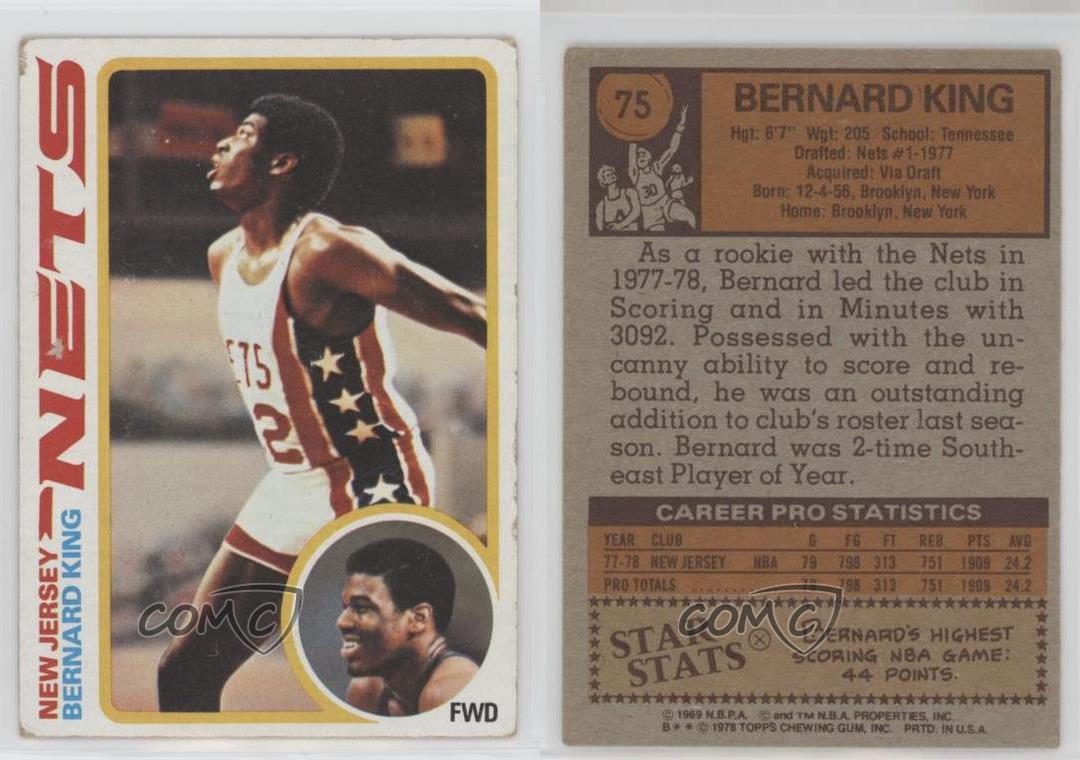 NEW JERSEY NETS
BERNARD KING
ETS
2
FWD
COMC
75
BERNARD KING
Hgt: 6'7" Wgt: 205 School: Tennessee
Drafted: Nets #1-1977
Acquired: Via Draft
Born: 12-4-56, Brooklyn, New York
Home: Brooklyn, New York
30
As a rookie with the Nets in
1977-78, Bernard led the club in
Scoring and in Minutes with
3092. Possessed with the un-
canny ability to score and re-
bound, he was an outstanding
addition to club's roster last sea-
son. Bernard was 2-time South-
east Player of Year.
CAREER PRO STATISTICS
YEAR CLUB G FG FT REB PTS AVG
77-78 NEW JERSEY NBA 79 798 313 751 1909 24.2
PRO TOTALS ........ 79 798 313 751 1909 24.2
COMC
STAR
STATS
BERNARD'S HIGHEST
SCORING NBA GAME:
44 POINTS.
© 1969 N.B.P.A. © and TM N.B.A. PROPERTIES, INC.
B * * © 1978 TOPPS CHEWING GUM, INC. PRTD. IN U.S.A.